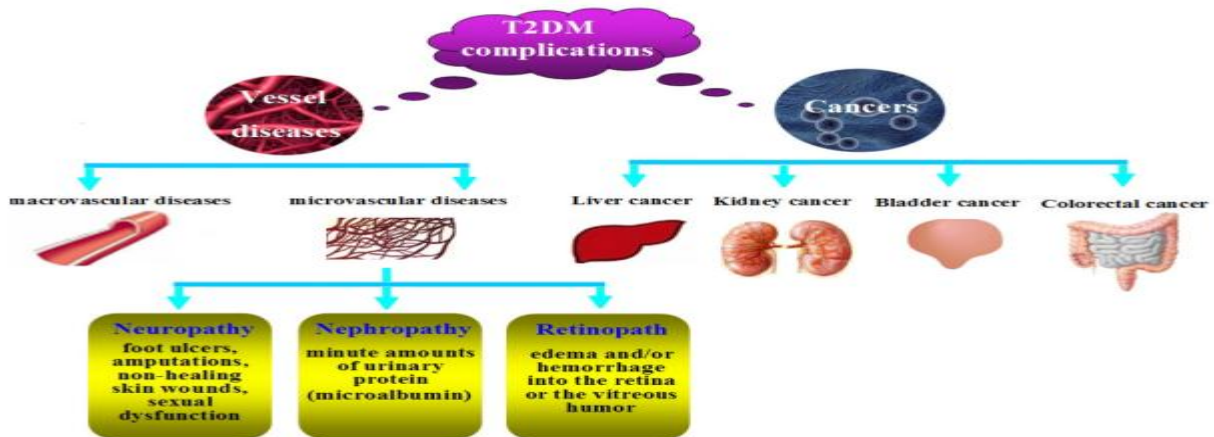 T2DM
complications
Vessel
diseases
Cancers
macrovascular diseases
microvascular diseases
Liver cancer
Kidney cancer
Bladder cancer
Colorectal cancer
Neuropathy
foot ulcers,
amputations,
non-healing
skin wounds,
sexual
dysfunction
Nephropathy
minute amounts
of urinary
protein
(microalbumin)
Retinopath
edema and/or
hemorrhage
into the retina
or the vitreous
humor